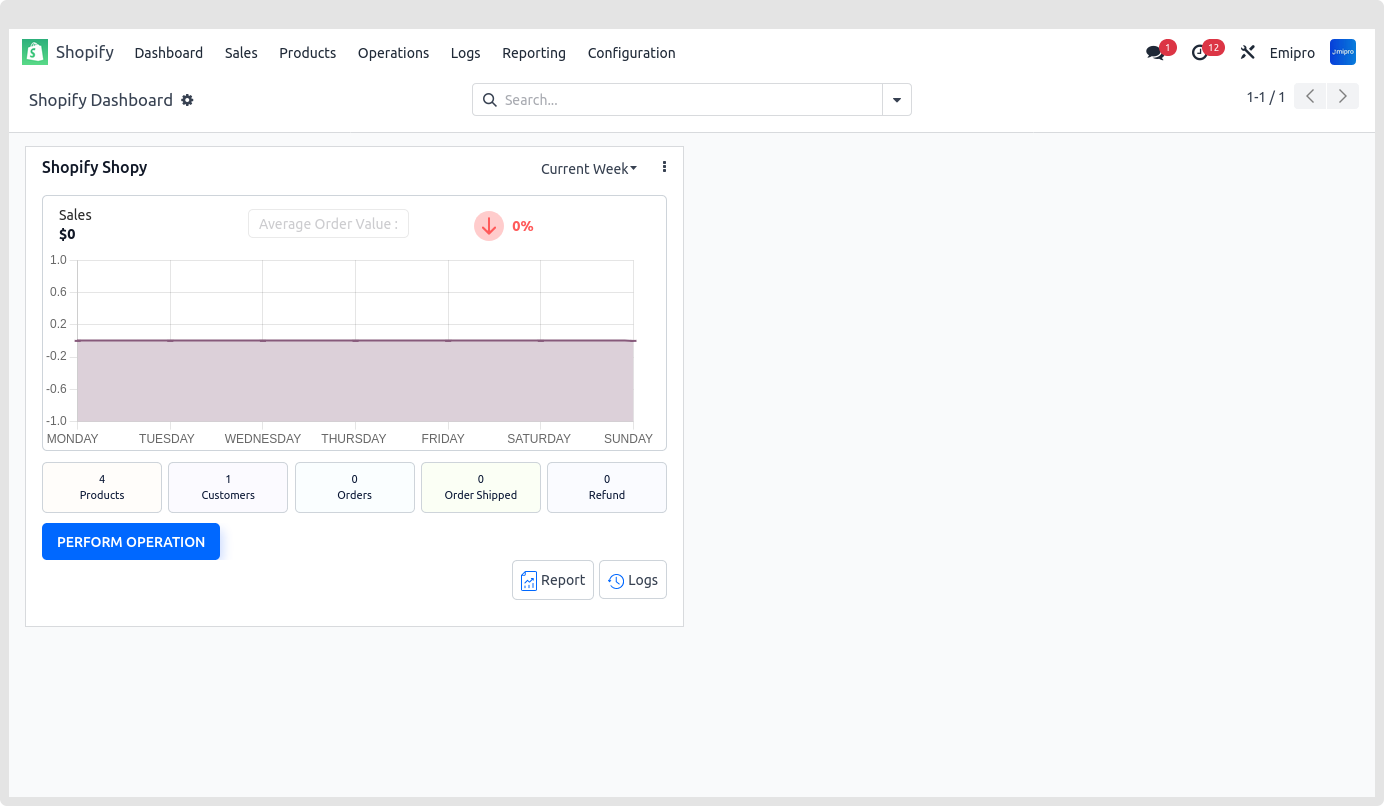 Shopify Dashboard Sales Products Operations Logs Reporting Configuration 1 12 Emipro
Shopify Dashboard Search... 1-1 / 1
Shopify Shopy Current Week
Sales Average Order Value : 0%
$0
1.0
0.6
0.2
-0.2
-0.6
-1.0
MONDAY TUESDAY WEDNESDAY THURSDAY FRIDAY SATURDAY SUNDAY
4 1 0 0 0
Products Customers Orders Order Shipped Refund
PERFORM OPERATION
Report Logs